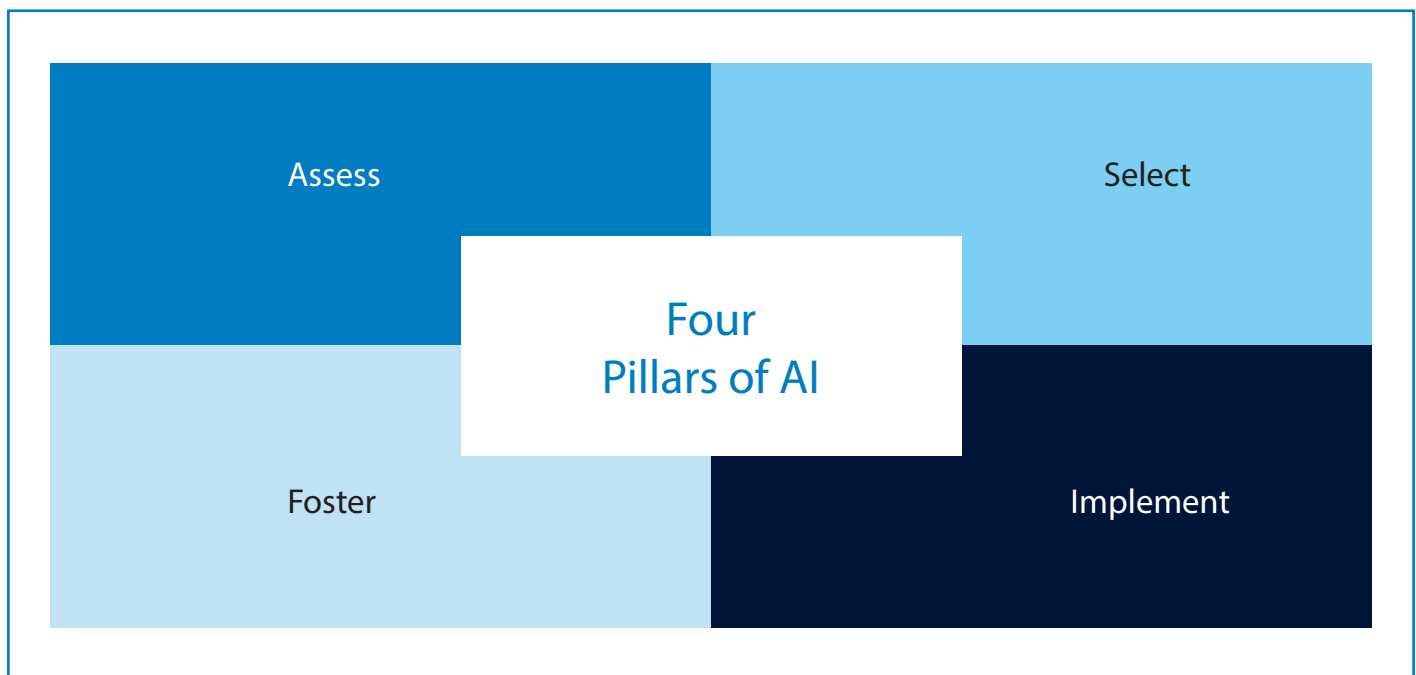 Assess
Select
Four
Pillars of AI
Foster
Implement